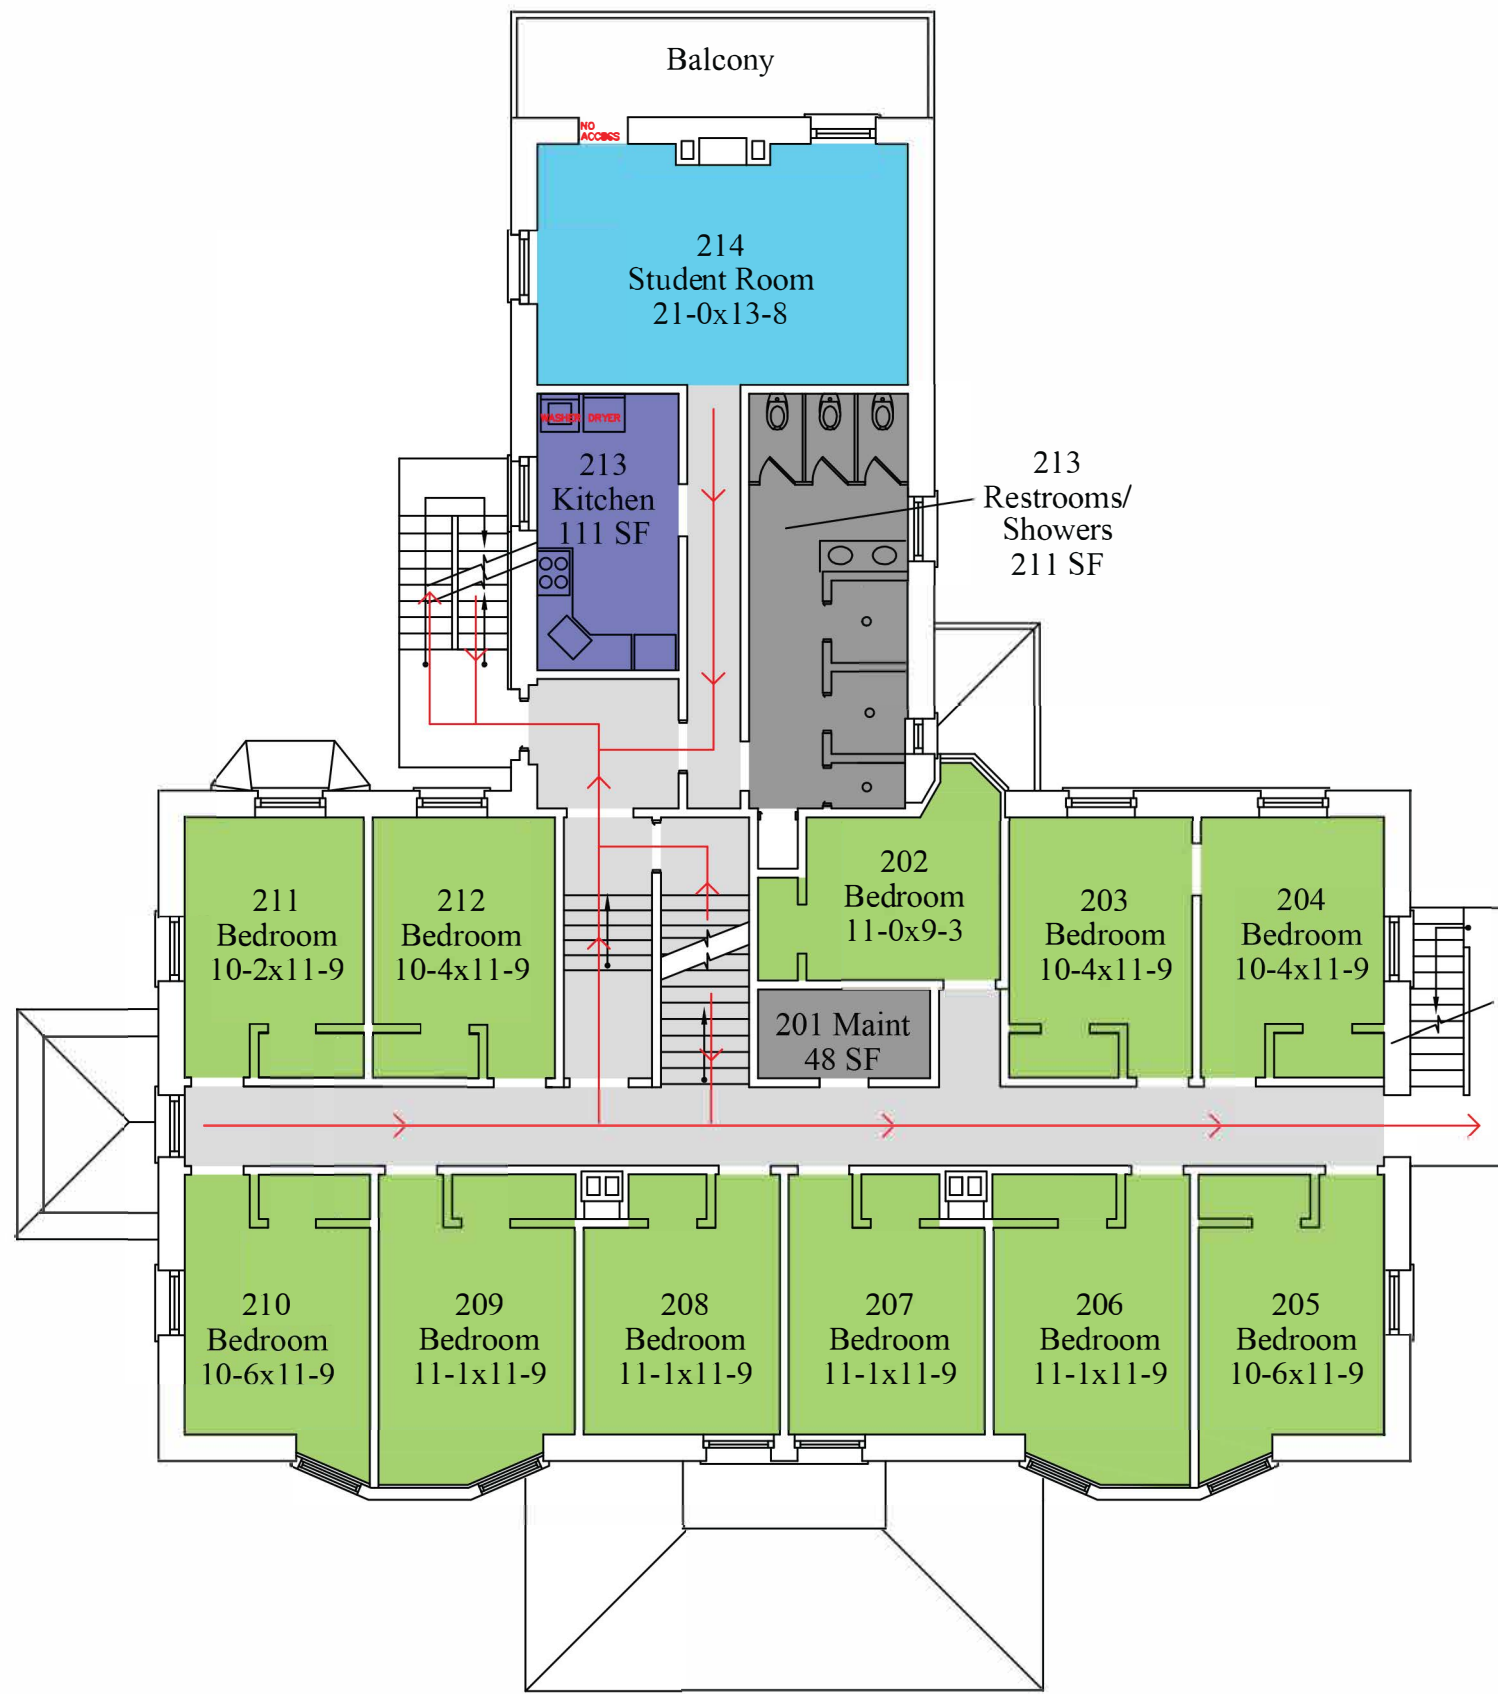 Balcony
NO
ACCESS
214
Student Room
21-0x13-8
WASHER DRYER
213
Kitchen
111 SF
213
Restrooms/
Showers
211 SF
211
Bedroom
10-2x11-9
212
Bedroom
10-4x11-9
202
Bedroom
11-0x9-3
203
Bedroom
10-4x11-9
204
Bedroom
10-4x11-9
201 Maint
48 SF
210
Bedroom
10-6x11-9
209
Bedroom
11-1x11-9
208
Bedroom
11-1x11-9
207
Bedroom
11-1x11-9
206
Bedroom
11-1x11-9
205
Bedroom
10-6x11-9